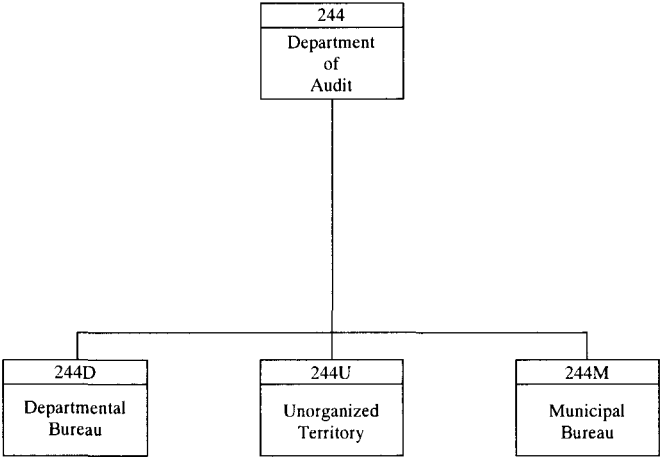 244
Department
of
Audit
244D
Departmental
Bureau
244U
Unorganized
Territory
244M
Municipal
Bureau